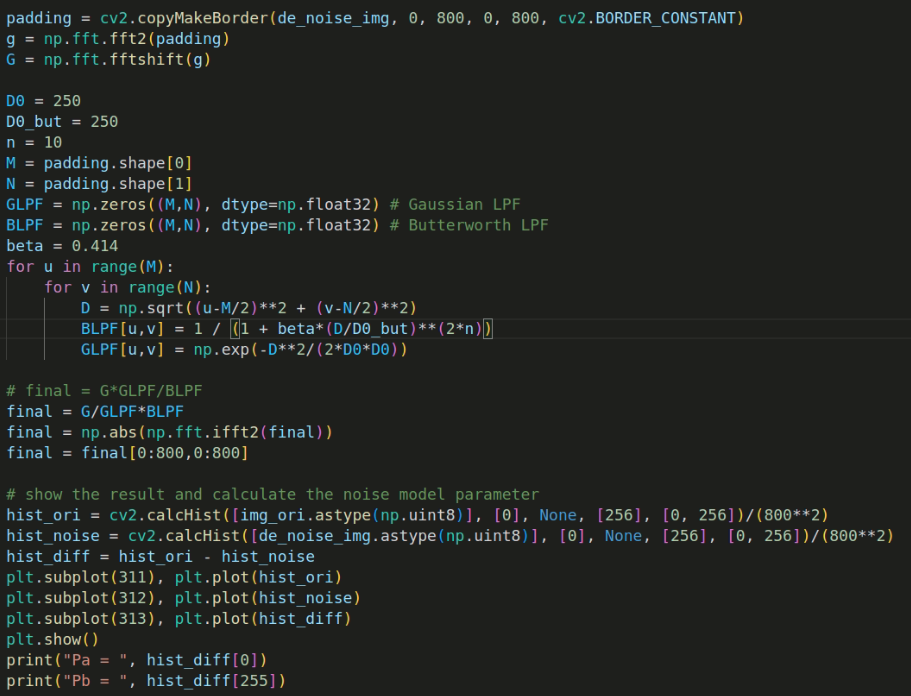 padding = cv2.copyMakeBorder(de_noise_img, 0, 800, 0, 800, cv2.BORDER_CONSTANT)
g = np.fft.fft2(padding)
G = np.fft.fftshift(g)

D0 = 250
D0_but = 250
n = 10
M = padding.shape[0]
N = padding.shape[1]
GLPF = np.zeros((M,N), dtype=np.float32) # Gaussian LPF
BLPF = np.zeros((M,N), dtype=np.float32) # Butterworth LPF
beta = 0.414
for u in range(M):
    for v in range(N):
        D = np.sqrt((u-M/2)**2 + (v-N/2)**2)
        BLPF[u,v] = 1 / (1 + beta*(D/D0_but)**(2*n))
        GLPF[u,v] = np.exp(-D**2/(2*D0*D0))

# final = G*GLPF/BLPF
final = G/GLPF*BLPF
final = np.abs(np.fft.ifft2(final))
final = final[0:800,0:800]

# show the result and calculate the noise model parameter
hist_ori = cv2.calcHist([img_ori.astype(np.uint8)], [0], None, [256], [0, 256])/(800**2)
hist_noise = cv2.calcHist([de_noise_img.astype(np.uint8)], [0], None, [256], [0, 256])/(800**2)
hist_diff = hist_ori - hist_noise
plt.subplot(311), plt.plot(hist_ori)
plt.subplot(312), plt.plot(hist_noise)
plt.subplot(313), plt.plot(hist_diff)
plt.show()
print("Pa = ", hist_diff[0])
print("Pb = ", hist_diff[255])